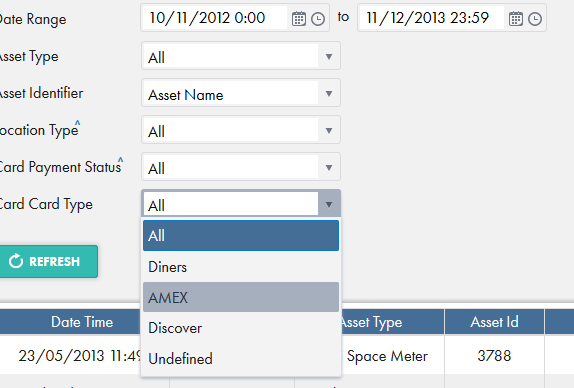 Date Range 10/11/2012 0:00 to 11/12/2013 23:59
Asset Type All
Asset Identifier Asset Name
Location Type^ All
Card Payment Status^ All
Card Card Type All
All
Diners
AMEX
Discover
Undefined
REFRESH
Date Time Asset Type Asset Id
23/05/2013 11:49 Space Meter 3788